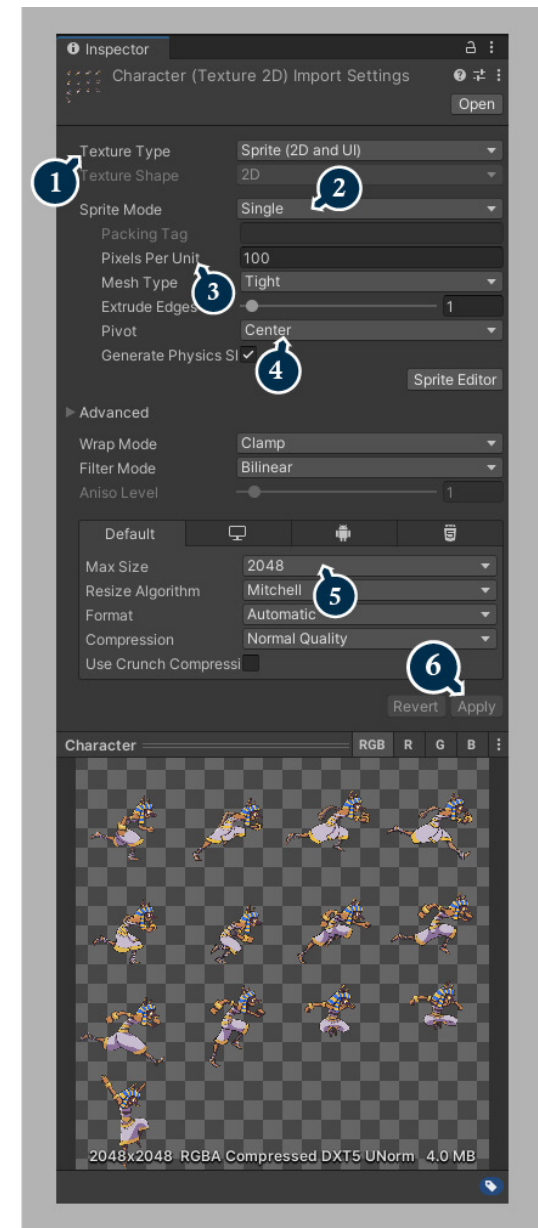 Inspector
Character (Texture 2D) Import Settings
Open
Texture Type Sprite (2D and UI)
1
Texture Shape 2D
2
Sprite Mode Single
Packing Tag
Pixels Per Unit 100
3
Mesh Type Tight
Extrude Edges 1
Pivot Center
4
Generate Physics S
Sprite Editor
Advanced
Wrap Mode Clamp
Filter Mode Bilinear
Aniso Level 1
Default
Max Size 2048
5
Resize Algorithm Mitchell
Format Automatic
Compression Normal Quality
6
Use Crunch Compressi
Revert Apply
Character RGB R G B
2048x2048 RGBA Compressed DXT5 UNorm 4.0 MB